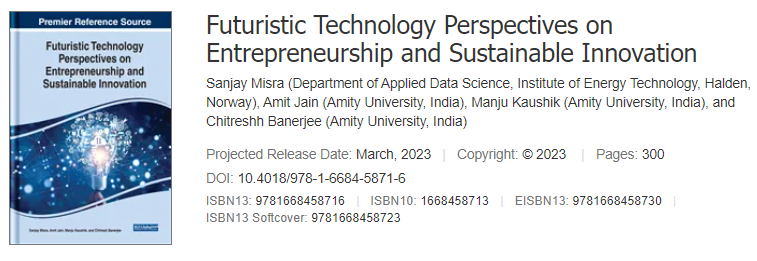 Premier Reference Source
Futuristic Technology
Perspectives on
Entrepreneurship and
Sustainable Innovation
Sanjay Misra, Amit Jain, Manju Kaushik, and Chitresh Banerjee
Futuristic Technology Perspectives on
Entrepreneurship and Sustainable Innovation
Sanjay Misra (Department of Applied Data Science, Institute of Energy Technology, Halden,
Norway), Amit Jain (Amity University, India), Manju Kaushik (Amity University, India), and
Chitreshh Banerjee (Amity University, India)
Projected Release Date: March, 2023 | Copyright: © 2023 | Pages: 300
DOI: 10.4018/978-1-6684-5871-6
ISBN13: 9781668458716 | ISBN10: 1668458713 | EISBN13: 9781668458730 |
ISBN13 Softcover: 9781668458723